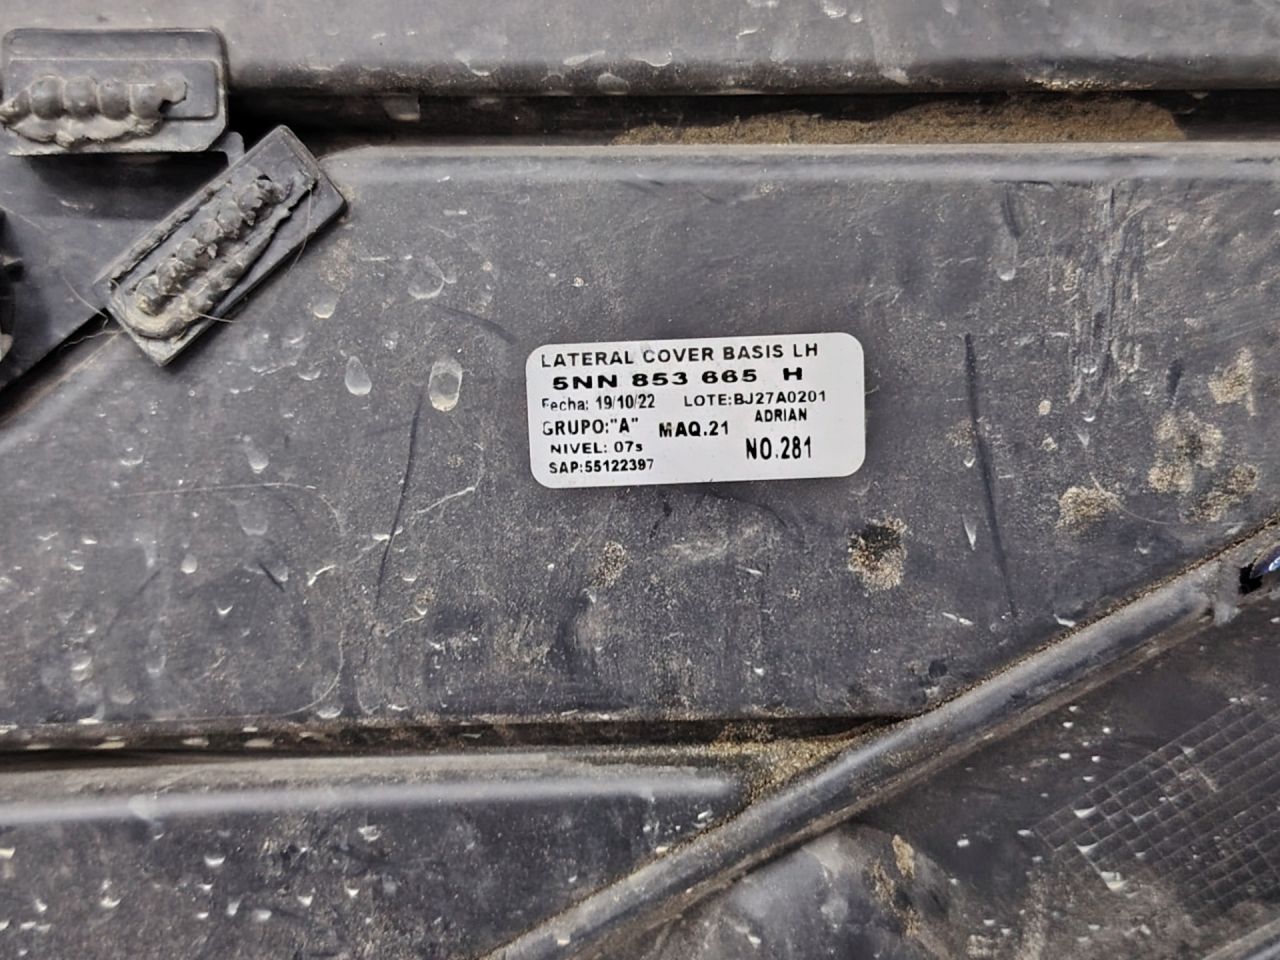 LATERAL COVER BASIS LH
5NN 853 665 H
Fecha: 19/10/22 LOTE:BJ27A0201
GRUPO:"A" MAQ.21 ADRIAN
NIVEL: 07s NO.281
SAP:55122397